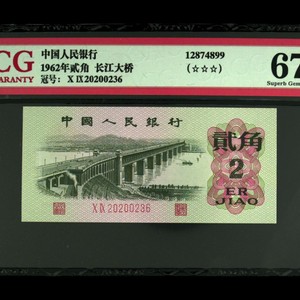 CG
WARRANTY
中国人民银行
1962年贰角 长江大桥
冠号: X IX 20200236
12874899
(☆☆☆)
67
Superb Gem
中国人民银行
贰角
2
ER
JIAO
X IX 20200236